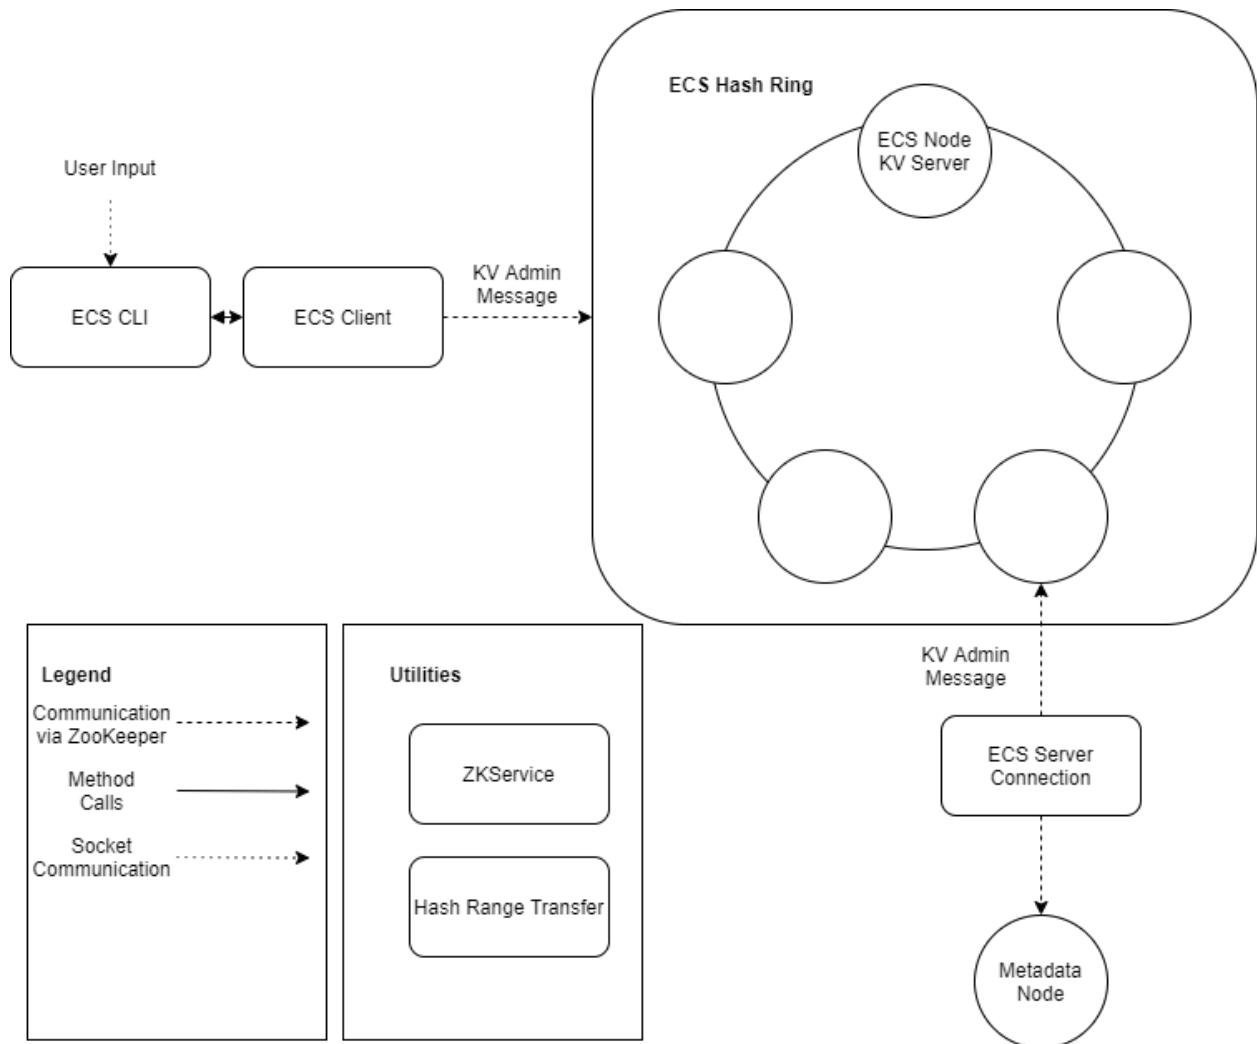 ECS Hash Ring
ECS Node
KV Server
User Input
ECS CLI
ECS Client
KV Admin
Message
KV Admin
Message
ECS Server
Connection
Metadata
Node
Legend
Communication
via ZooKeeper
Method
Calls
Socket
Communication
Utilities
ZKService
Hash Range Transfer